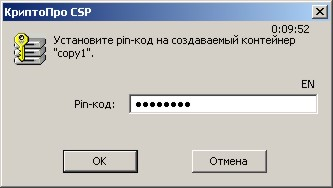 КриптоПро CSP
0:09:52
Установите pin-код на создаваемый контейнер
"copy1".
EN
Pin-код: ●●●●●●●●
OK
Отмена